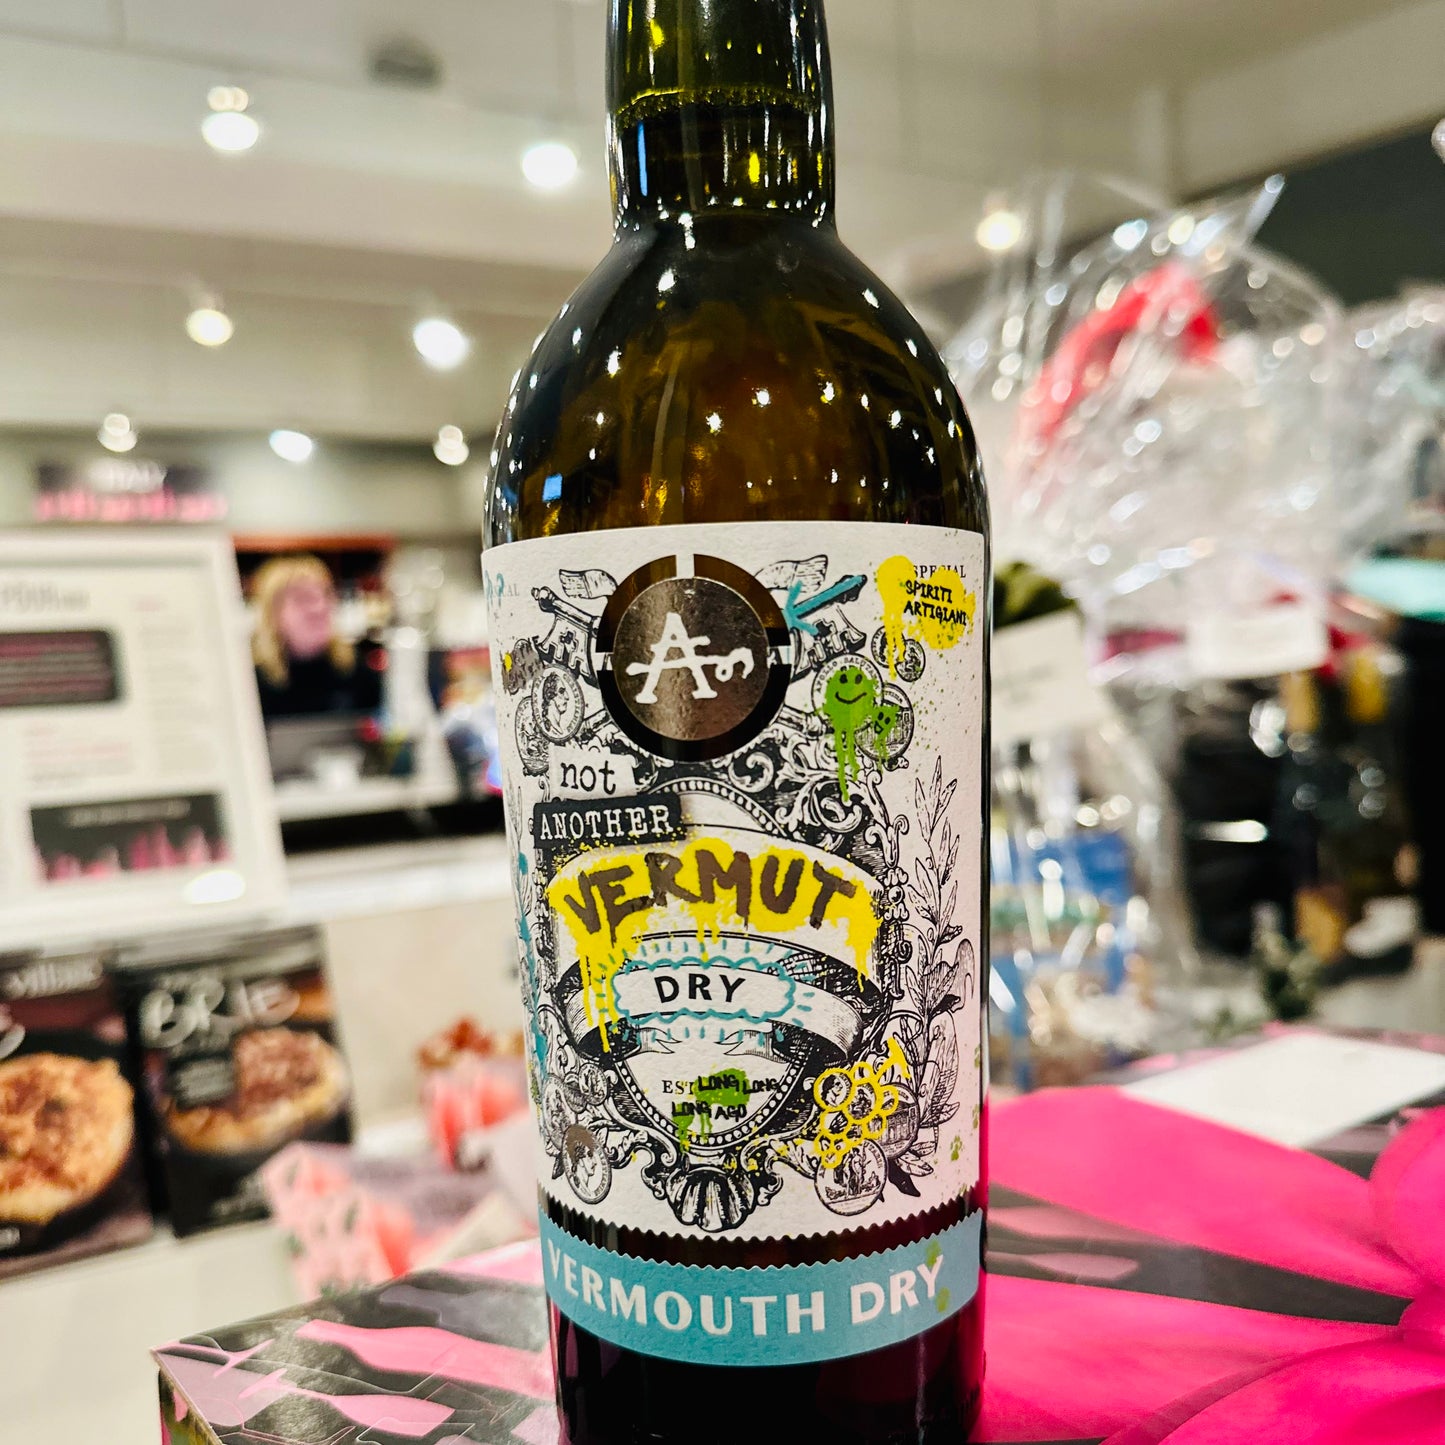 SPECIAL
SPIRITI
ARTIGIANI
A
not
ANOTHER
VERMUT
DRY
EST LONG LONG
LONG AGO
VERMOUTH DRY
BRIE